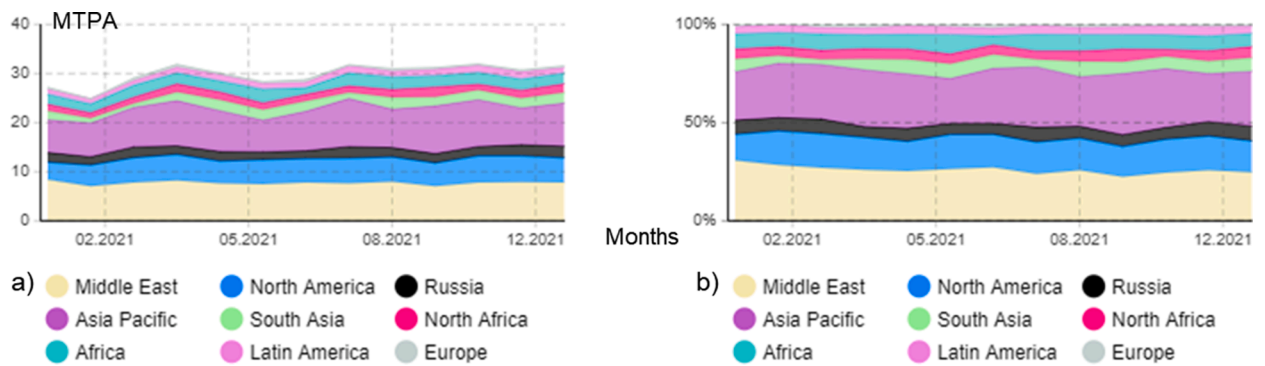 MTPA
40
30
20
10
0
02.2021 05.2021 08.2021 12.2021
100%
50%
0%
02.2021 05.2021 08.2021 12.2021
Months
a)
Middle East North America Russia
Asia Pacific South Asia North Africa
Africa Latin America Europe
b)
Middle East North America Russia
Asia Pacific South Asia North Africa
Africa Latin America Europe